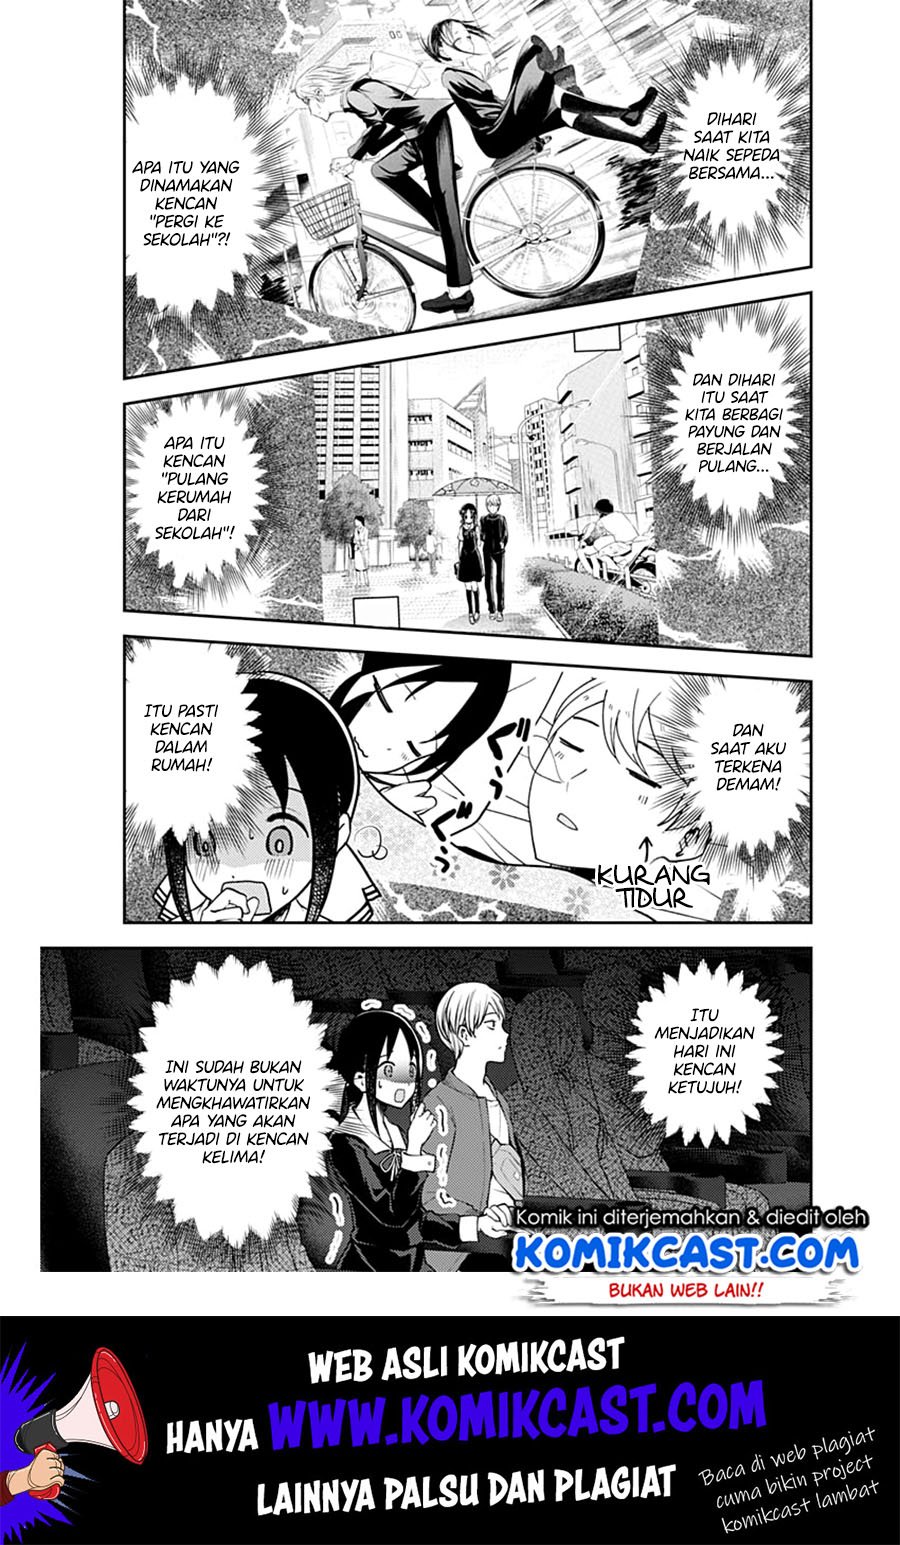 DIHARI
SAAT KITA
NAIK SEPEDA
BERSAMA...
APA ITU YANG
DINAMAKAN
KENCAN
"PERGI KE
SEKOLAH"?!
DAN DIHARI
ITU SAAT
KITA BERBAGI
PAYUNG DAN
BERJALAN
PULANG...
APA ITU
KENCAN
"PULANG
KERUMAH
DARI
SEKOLAH"!
DAN
SAAT AKU
TERKENA
DEMAM!
KURANG
TIDUR
ITU PASTI
KENCAN
DALAM
RUMAH!
ITU
MENJADIKAN
HARI INI
KENCAN
KETUJUH!
INI SUDAH BUKAN
WAKTUNYA UNTUK
MENGKHAWATIRKAN
APA YANG AKAN
TERJADI DI KENCAN
KELIMA!
Komik ini diterjemahkan & diedit oleh
KOMIKCAST.COM
BUKAN WEB LAIN!!
WEB ASLI KOMIKCAST
HANYA WWW.KOMIKCAST.COM
LAINNYA PALSU DAN PLAGIAT
Baca di web plagiat
cuma bikin project
komikcast lambat